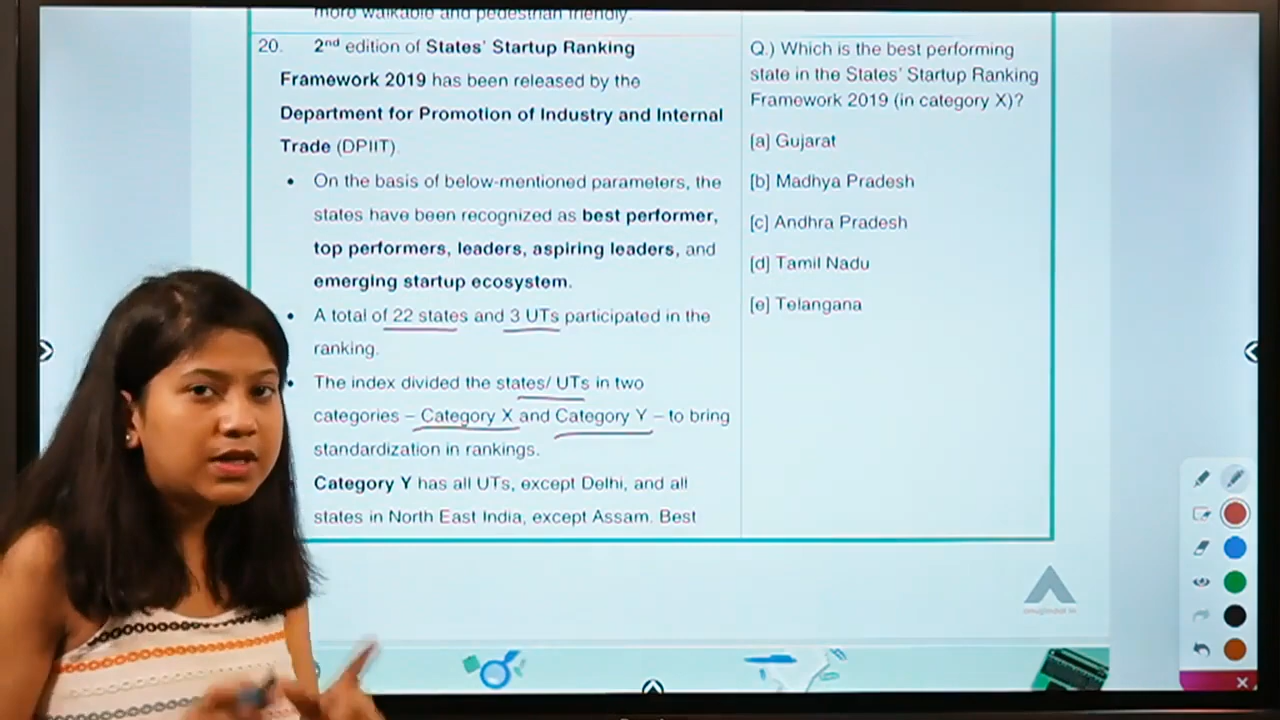 more walkable and pedestrian friendly.
20. 2nd edition of States' Startup Ranking
Framework 2019 has been released by the
Department for Promotion of Industry and Internal
Trade (DPIIT).
• On the basis of below-mentioned parameters, the
states have been recognized as best performer,
top performers, leaders, aspiring leaders, and
emerging startup ecosystem.
• A total of 22 states and 3 UTs participated in the
ranking.
• The index divided the states/ UTs in two
categories – Category X and Category Y – to bring
standardization in rankings.
Category Y has all UTs, except Delhi, and all
states in North East India, except Assam. Best
Q.) Which is the best performing
state in the States' Startup Ranking
Framework 2019 (in category X)?
[a] Gujarat
[b] Madhya Pradesh
[c] Andhra Pradesh
[d] Tamil Nadu
[e] Telangana